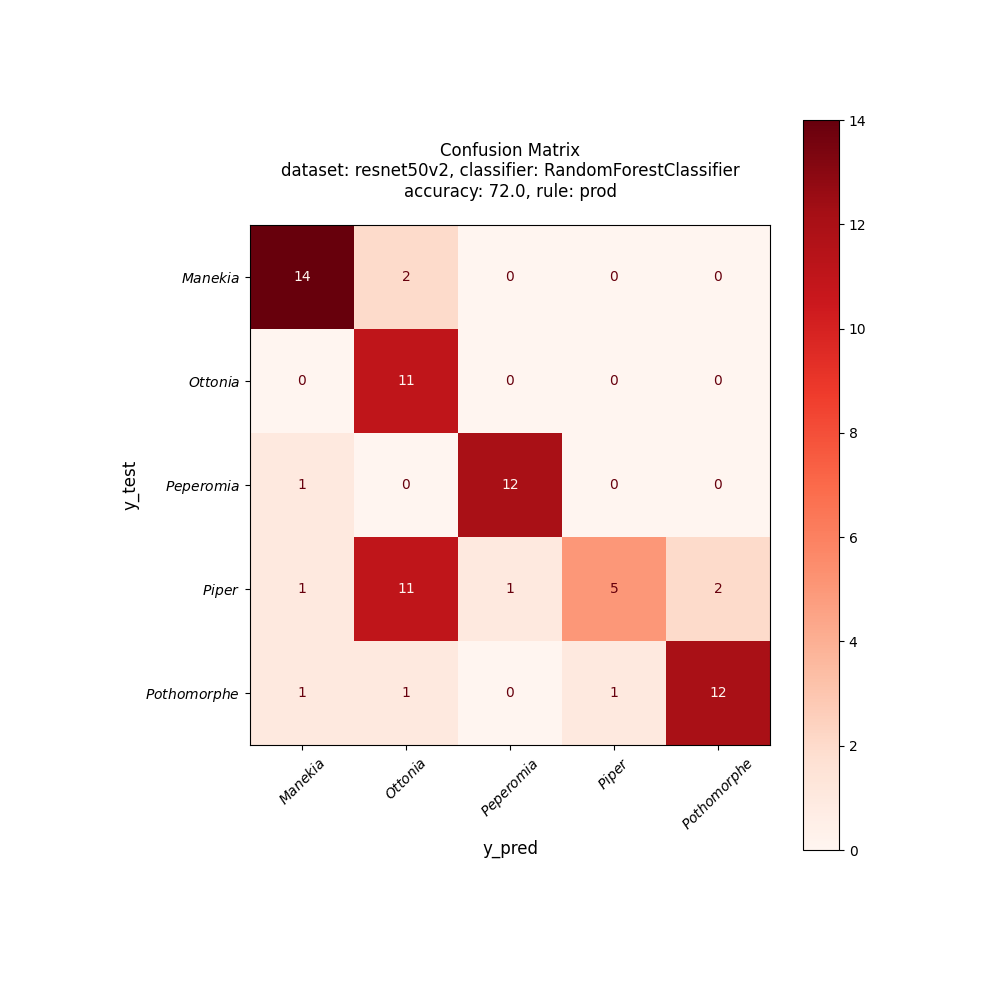 Confusion Matrix
dataset: resnet50v2, classifier: RandomForestClassifier
accuracy: 72.0, rule: prod
y_test
Manekia 14 2 0 0 0
Ottonia 0 11 0 0 0
Peperomia 1 0 12 0 0
Piper 1 11 1 5 2
Pothomorphe 1 1 0 1 12
Manekia Ottonia Peperomia Piper Pothomorphe
y_pred
14
12
10
8
6
4
2
0